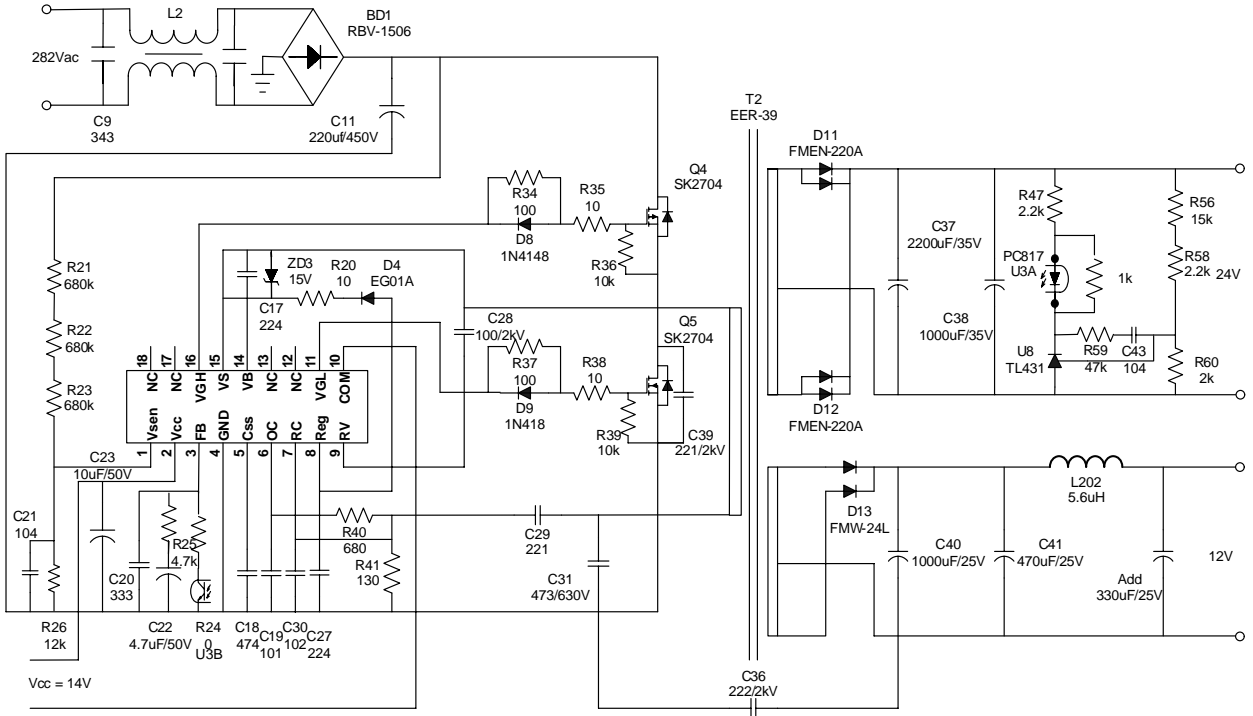 L2
BD1
RBV-1506
282Vac
C9
343
C11
220uf/450V
T2
EER-39
D11
FMEN-220A
Q4
SK2704
R34
100
D8
1N4148
R35
10
R36
10k
R47
2.2k
R56
15k
C37
2200uF/35V
PC817
U3A
1k
R58
2.2k
24V
R21
680k
ZD3
15V
R20
10
D4
EG01A
C17
224
C28
100/2kV
C38
1000uF/35V
R22
680k
Q5
SK2704
U8
TL431
R59
47k
C43
104
R60
2k
R37
100
D9
1N418
R38
10
R39
10k
C39
221/2kV
D12
FMEN-220A
R23
680k
18 17 16 15 14 13 12 11 10
NC NC VGH VS VB NC NC VGL COM
Vsen Vcc FB GND Css OC RC Reg RV
1 2 3 4 5 6 7 8 9
C23
10uF/50V
L202
5.6uH
D13
FMW-24L
C21
104
R25
4.7k
R40
680
C29
221
R41
130
C20
333
C31
473/630V
C40
1000uF/25V
C41
470uF/25V
Add
330uF/25V
12V
R26
12k
C22
4.7uF/50V
R24
0
U3B
C18
474
C19
101
C30
102
C27
224
Vcc = 14V
C36
222/2kV